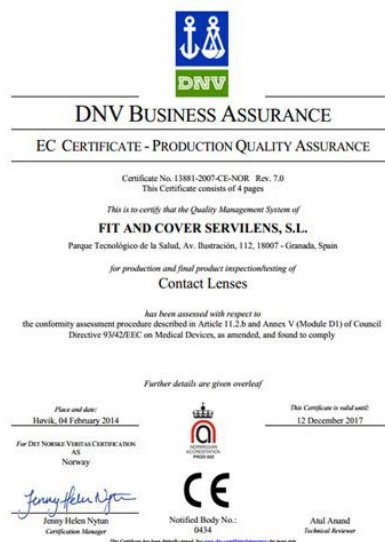 DNV
DNV BUSINESS ASSURANCE
EC CERTIFICATE - PRODUCTION QUALITY ASSURANCE
Certificate No. 13881-2007-CE-NOR Rev. 7.0
This Certificate consists of 4 pages
This is to certify that the Quality Management System of
FIT AND COVER SERVILENS, S.L.
Parque Tecnológico de la Salud, Av. Ilustración, 112, 18007 - Granada, Spain
for production and final product inspection/testing of
Contact Lenses
has been assessed with respect to
the conformity assessment procedure described in Article 11.2.b and Annex V (Module D1) of Council
Directive 93/42/EEC on Medical Devices, as amended, and found to comply
Further details are given overleaf
Place and date:
Høvik, 04 February 2014
This Certificate is valid until:
12 December 2017
For DET NORSKE VERITAS CERTIFICATION
AS
Norway
NORWEGIAN
ACCREDITATION
CE
Jenny Helen Nytun
Jenny Helen Nytun
Certification Manager
Notified Body No.:
0434
Atul Anand
Technical Reviewer